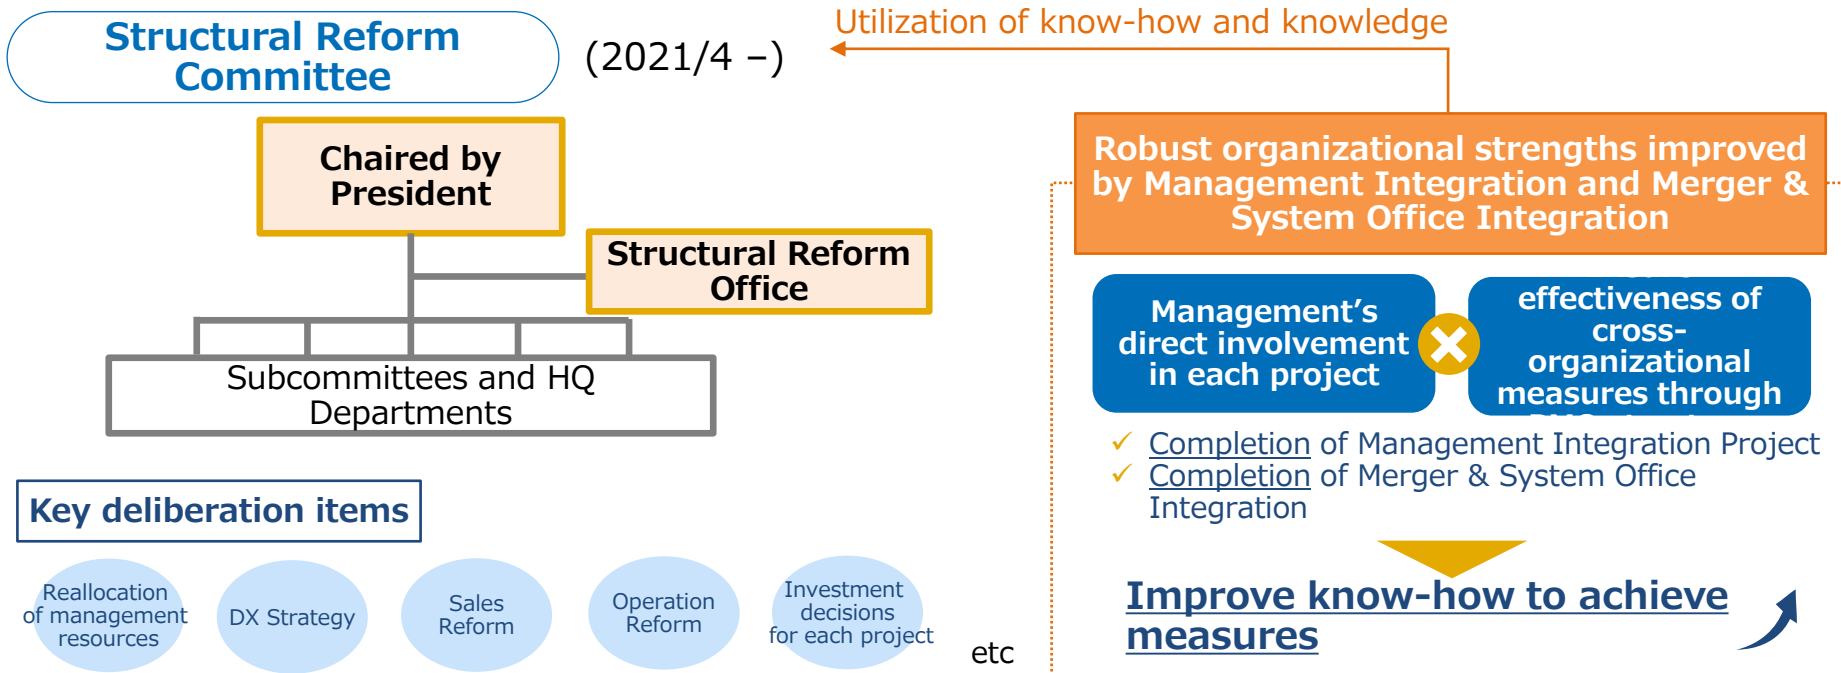 Structural Reform
Committee
(2021/4 –)
Utilization of know-how and knowledge
Chaired by
President
Structural Reform
Office
Subcommittees and HQ
Departments
Key deliberation items
Reallocation
of management
resources
DX Strategy
Sales
Reform
Operation
Reform
Investment
decisions
for each project
etc
Robust organizational strengths improved
by Management Integration and Merger &
System Office Integration
Management’s
direct involvement
in each project
effectiveness of
cross-
organizational
measures through
✓ Completion of Management Integration Project
✓ Completion of Merger & System Office
Integration
Improve know-how to achieve
measures